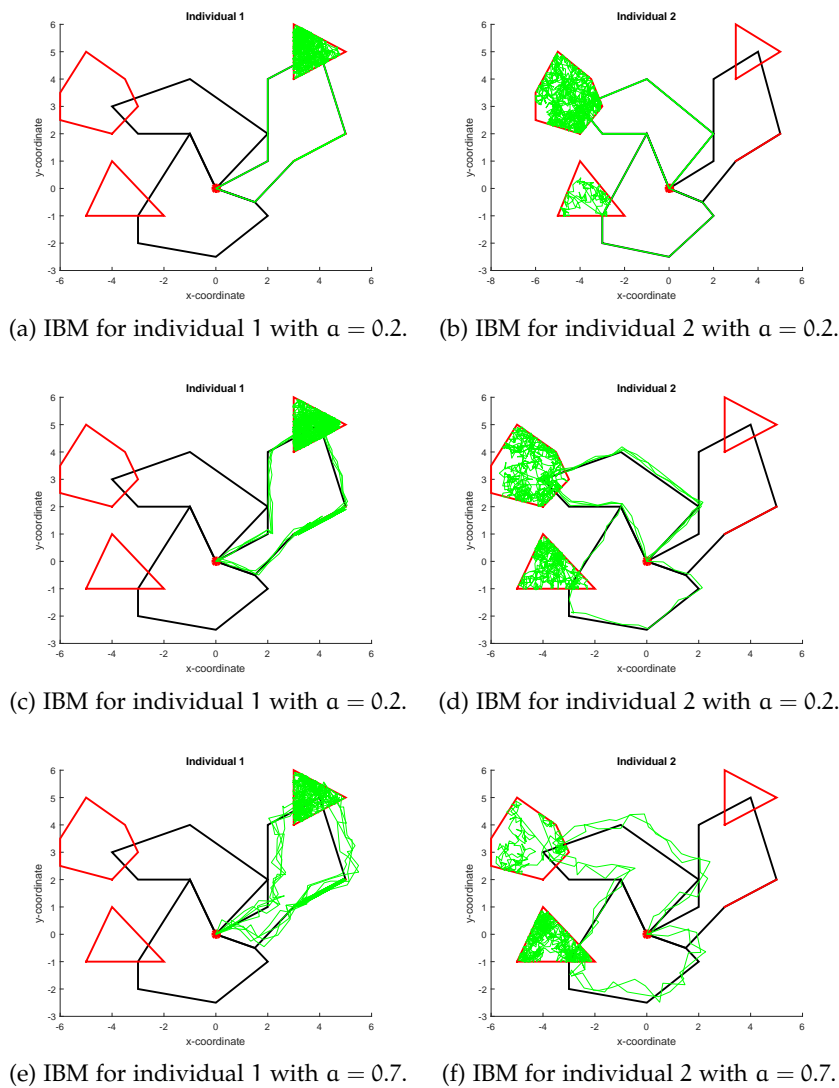 Individual 1
Individual 2
6
5
4
3
2
1
0
-1
-2
-3
y-coordinate
-6 -4 -2 0 2 4 6
x-coordinate
6
5
4
3
2
1
0
-1
-2
-3
y-coordinate
-6 -4 -2 0 2 4 6
x-coordinate
(a) IBM for individual 1 with a = 0.2.
(b) IBM for individual 2 with a = 0.2.
Individual 1
Individual 2
6
5
4
3
2
1
0
-1
-2
-3
y-coordinate
-6 -4 -2 0 2 4 6
x-coordinate
6
5
4
3
2
1
0
-1
-2
-3
y-coordinate
-6 -4 -2 0 2 4 6
x-coordinate
(c) IBM for individual 1 with a = 0.2.
(d) IBM for individual 2 with a = 0.2.
Individual 1
Individual 2
6
5
4
3
2
1
0
-1
-2
-3
y-coordinate
-6 -4 -2 0 2 4 6
x-coordinate
6
5
4
3
2
1
0
-1
-2
-3
y-coordinate
-6 -4 -2 0 2 4 6
x-coordinate
(e) IBM for individual 1 with a = 0.7.
(f) IBM for individual 2 with a = 0.7.